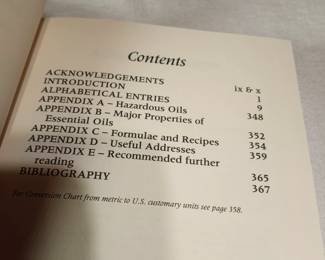 Contents
ACKNOWLEDGEMENTS ix & x
INTRODUCTION 1
ALPHABETICAL ENTRIES 9
APPENDIX A – Hazardous Oils 348
APPENDIX B – Major Properties of
Essential Oils 352
APPENDIX C – Formulae and Recipes 354
APPENDIX D – Useful Addresses 359
APPENDIX E – Recommended further
reading 365
BIBLIOGRAPHY 367
For Conversion Chart from metric to U.S. customary units see page 358.